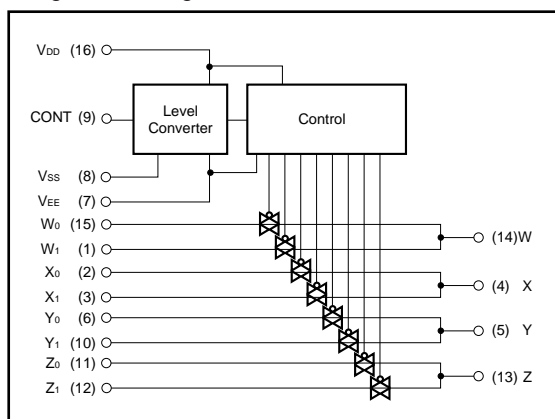 VDD (16)
CONT (9)
Level
Converter
Control
VSS (8)
VEE (7)
W0 (15)
W1 (1)
(14)W
X0 (2)
X1 (3)
(4) X
Y0 (6)
Y1 (10)
(5) Y
Z0 (11)
Z1 (12)
(13) Z